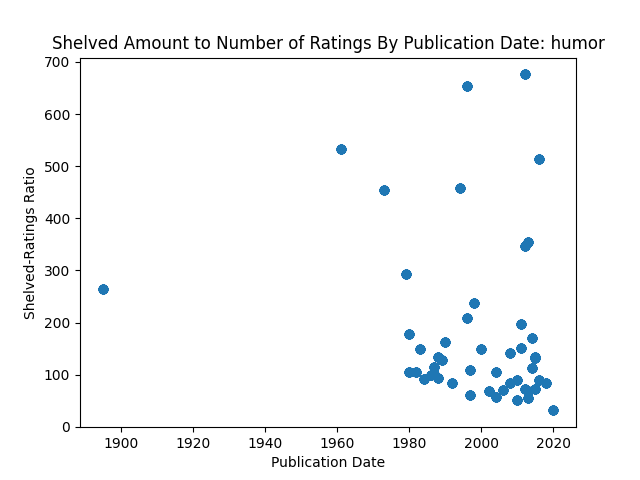 Shelved Amount to Number of Ratings By Publication Date: humor
700
600
500
400
300
200
100
0
Shelved-Ratings Ratio
1900 1920 1940 1960 1980 2000 2020
Publication Date